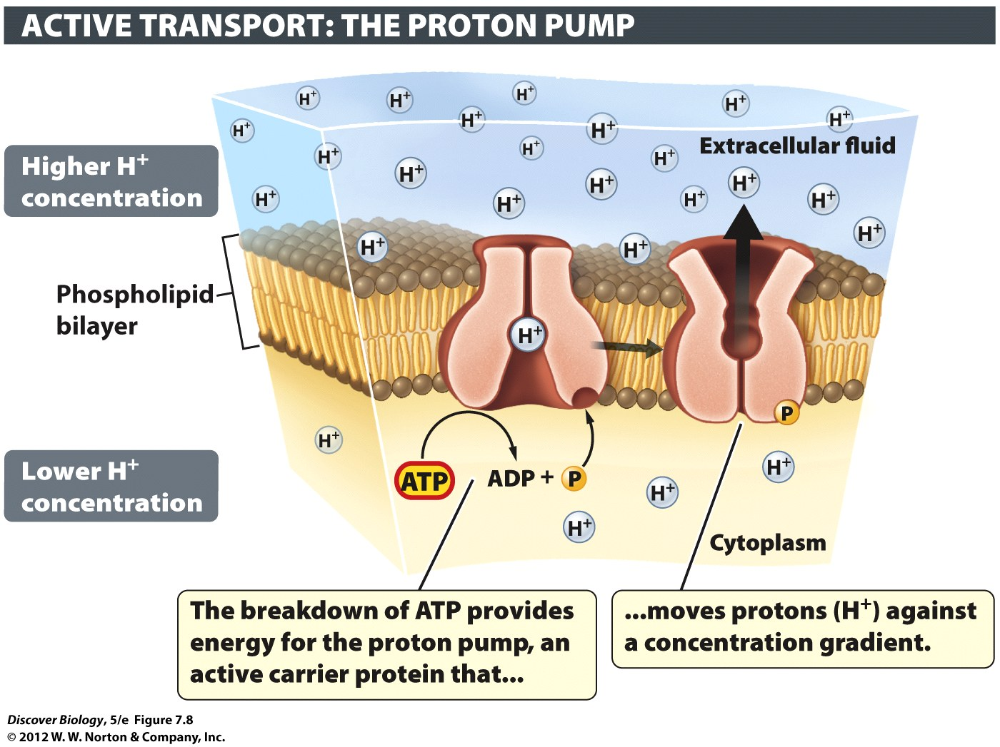 ACTIVE TRANSPORT: THE PROTON PUMP
H⁺ H⁺ H⁺ H⁺ H⁺
H⁺ H⁺ H⁺ H⁺
H⁺ H⁺ H⁺
Extracellular fluid
Higher H⁺
concentration
H⁺ H⁺ H⁺
H⁺ H⁺ H⁺ H⁺
H⁺ H⁺ H⁺
Phospholipid
bilayer
H⁺
H⁺
Lower H⁺
concentration
P
ATP
ADP + P
H⁺
H⁺
H⁺
Cytoplasm
The breakdown of ATP provides
energy for the proton pump, an
active carrier protein that...
...moves protons (H⁺) against
a concentration gradient.
Discover Biology, 5/e Figure 7.8
© 2012 W. W. Norton & Company, Inc.